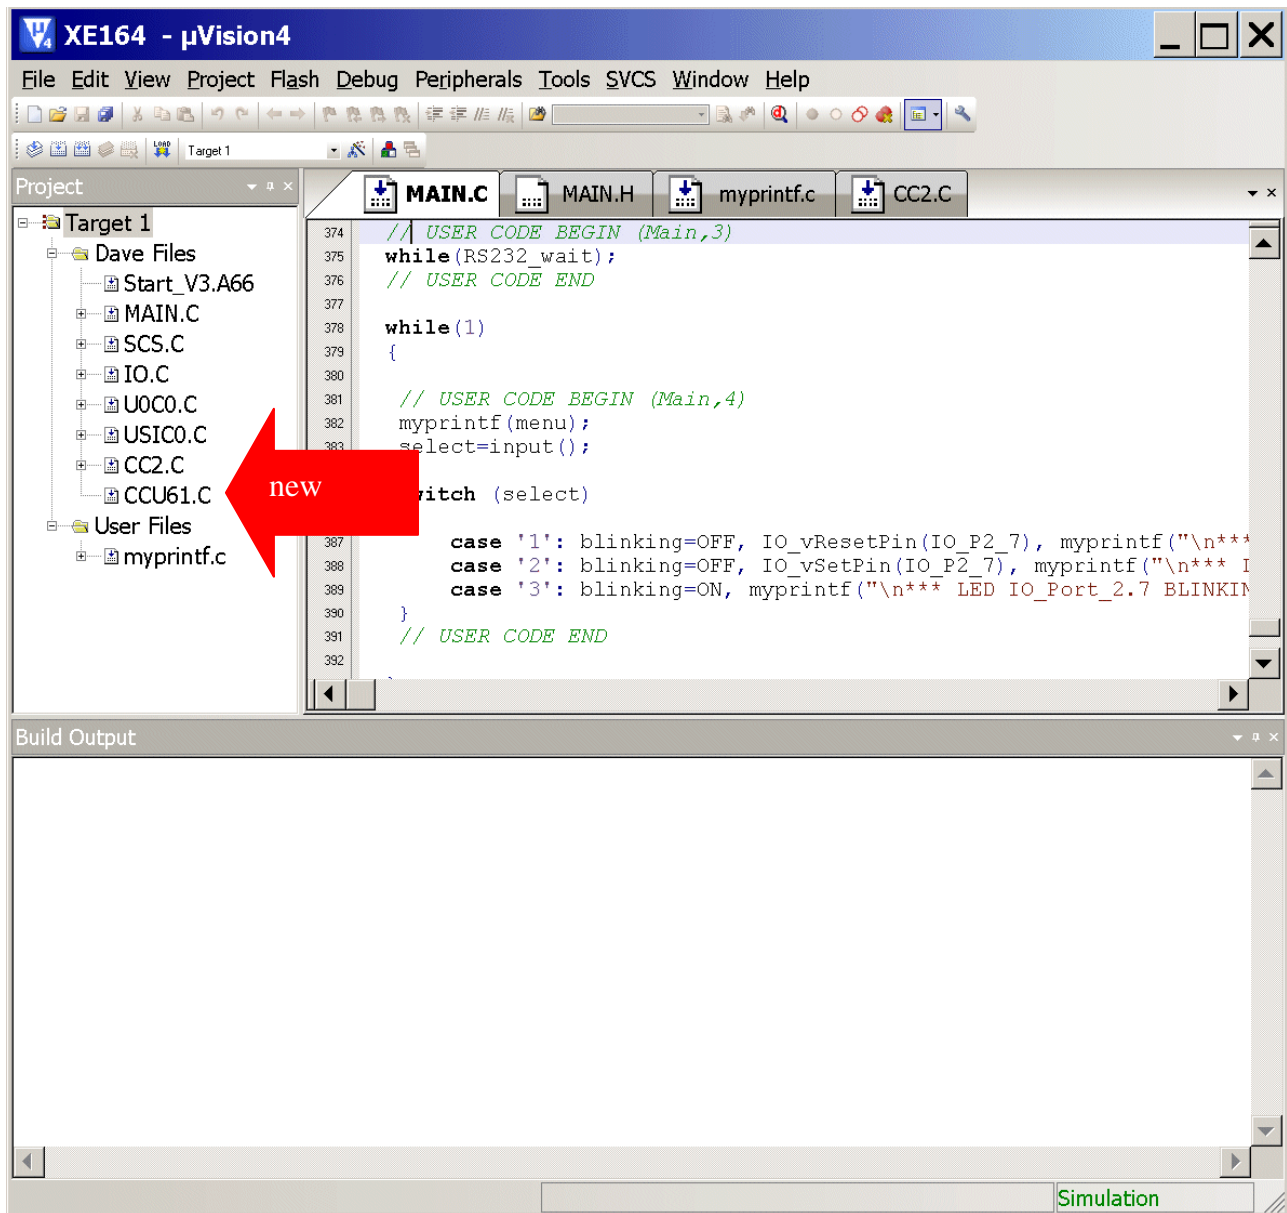 XE164 - µVision4
File Edit View Project Flash Debug Peripherals Tools SVCS Window Help
LOAD Target 1
Project
Target 1
Dave Files
Start_V3.A66
MAIN.C
SCS.C
IO.C
U0C0.C
USIC0.C
CC2.C
CCU61.C
User Files
myprintf.c
new
MAIN.C MAIN.H myprintf.c CC2.C
374 // USER CODE BEGIN (Main,3)
375 while(RS232_wait);
376 // USER CODE END
377
378 while(1)
379 {
380
381 // USER CODE BEGIN (Main,4)
382 myprintf(menu);
383 select=input();
witch (select)
387 case '1': blinking=OFF, IO_vResetPin(IO_P2_7), myprintf("\n***
388 case '2': blinking=OFF, IO_vSetPin(IO_P2_7), myprintf("\n***
389 case '3': blinking=ON, myprintf("\n*** LED IO_Port_2.7 BLINKIN
390 }
391 // USER CODE END
392
Build Output
Simulation